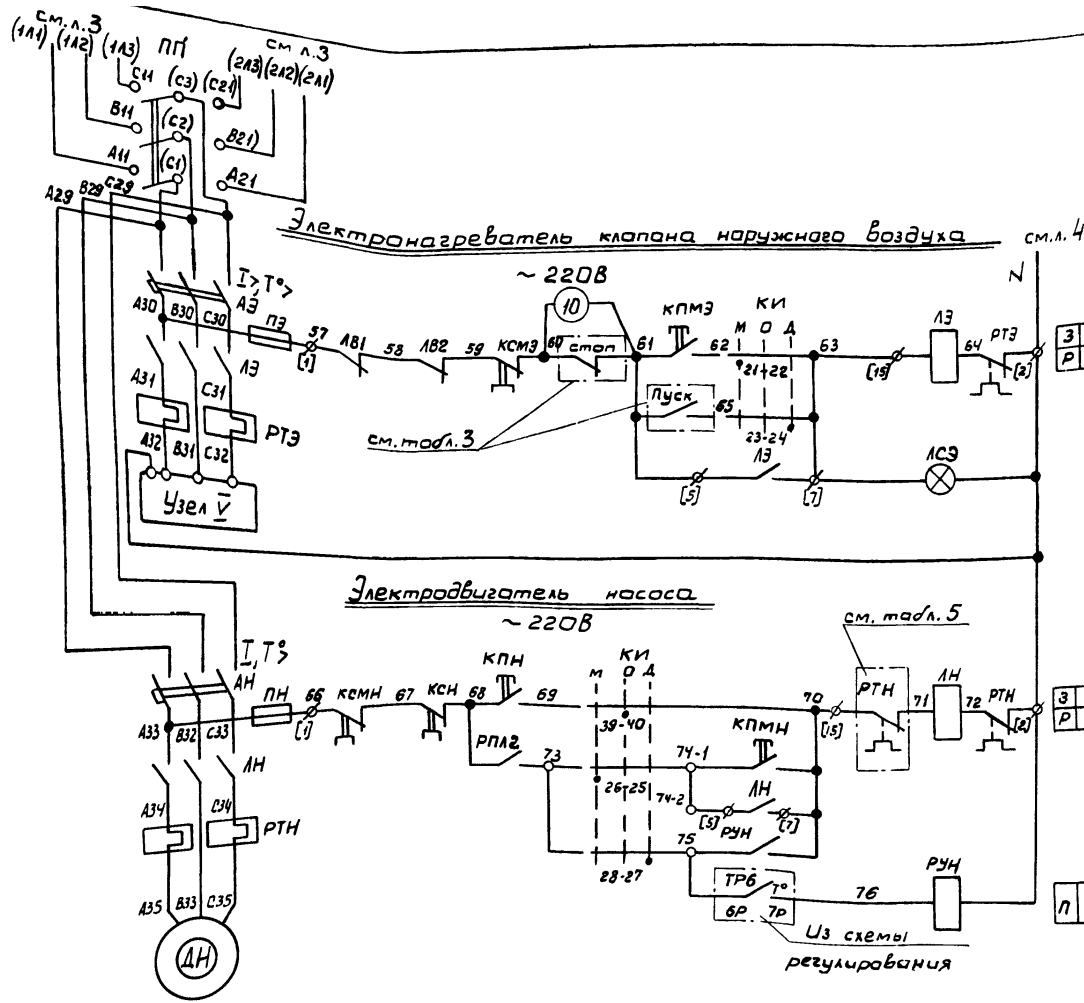 см. л. 3
(1Л1) (1Л2) (1Л3) ПП
см л. 3
(2Л3) (2Л2) (2Л1)
С11 (С3) (С21)
В11 (С2) В21)
А11 (С1) А21
А29 В29 С29
Электронагреватель клапана наружного воздуха
см. л. 4
N
~ 220В
I>, T°>
АЭ
А30 В30 С30
ПЭ
57
[1]
ЛВ1
58
ЛВ2
59
КСМЭ
60
10
стоп
61
КПМЭ
62
КИ
М О Д
21-22
63
[15]
ЛЭ
64
РТЭ
[2]
З
Р
Пуск
65
23-24
см. табл. 3
[5]
ЛЭ
[7]
ЛСЭ
ЛЭ
А31 С31
РТЭ
А32 В31 С32
Узел V
Электродвигатель насоса
~ 220В
I, T°>
АН
А33 В32 С33
ПН
66
[1]
КСМН
67
КСН
68
КПН
69
КИ
М О Д
39-40
70
[15]
см. табл. 5
РТН
71
ЛН
72
РТН
[2]
З
Р
РПЛ2
73
26-25
74-1
КПМН
74-2
[5]
ЛН
[7]
РУН
75
28-27
ТР6 Т°
6Р 7Р
76
РУН
П
Из схемы
регулирования
ЛН
А34 С34
РТН
А35 В33 С35
ДН